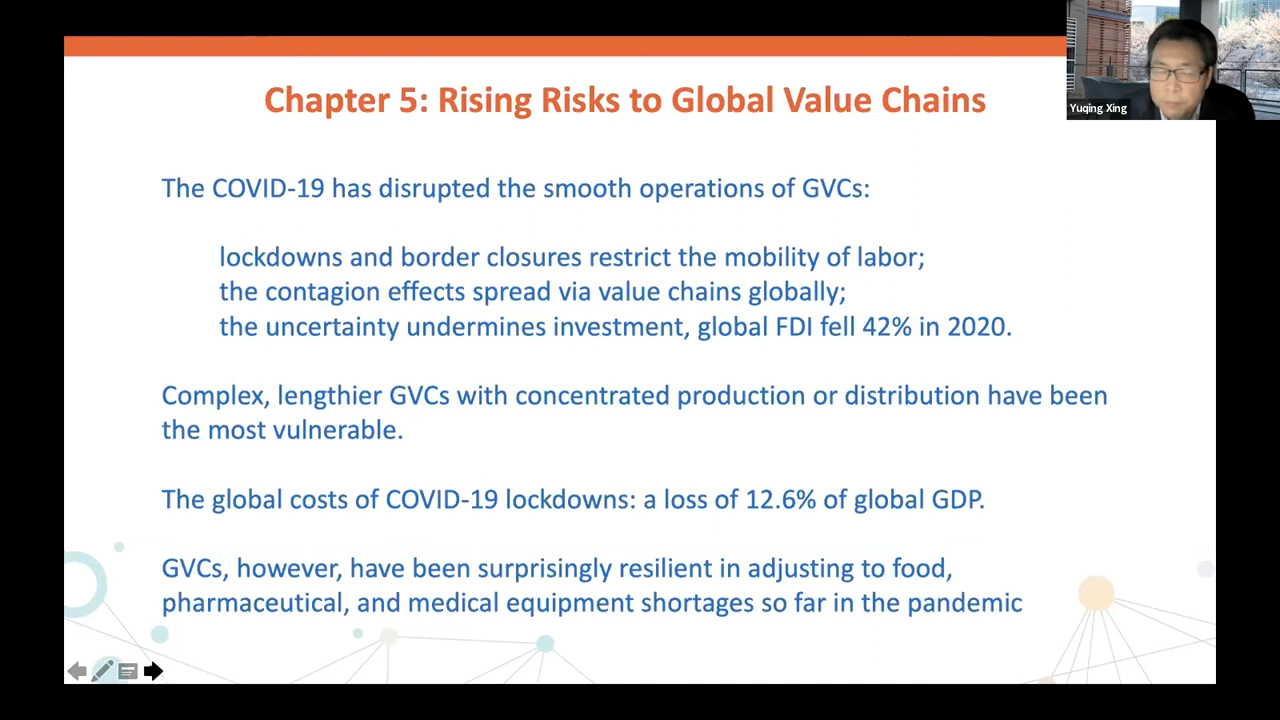 Chapter 5: Rising Risks to Global Value Chains
Yuqing Xing
The COVID-19 has disrupted the smooth operations of GVCs:
lockdowns and border closures restrict the mobility of labor;
the contagion effects spread via value chains globally;
the uncertainty undermines investment, global FDI fell 42% in 2020.
Complex, lengthier GVCs with concentrated production or distribution have been
the most vulnerable.
The global costs of COVID-19 lockdowns: a loss of 12.6% of global GDP.
GVCs, however, have been surprisingly resilient in adjusting to food,
pharmaceutical, and medical equipment shortages so far in the pandemic